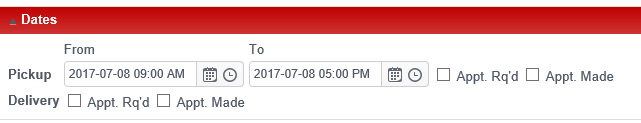 Dates
From To
Pickup 2017-07-08 09:00 AM 2017-07-08 05:00 PM Appt. Rq'd Appt. Made
Delivery Appt. Rq'd Appt. Made